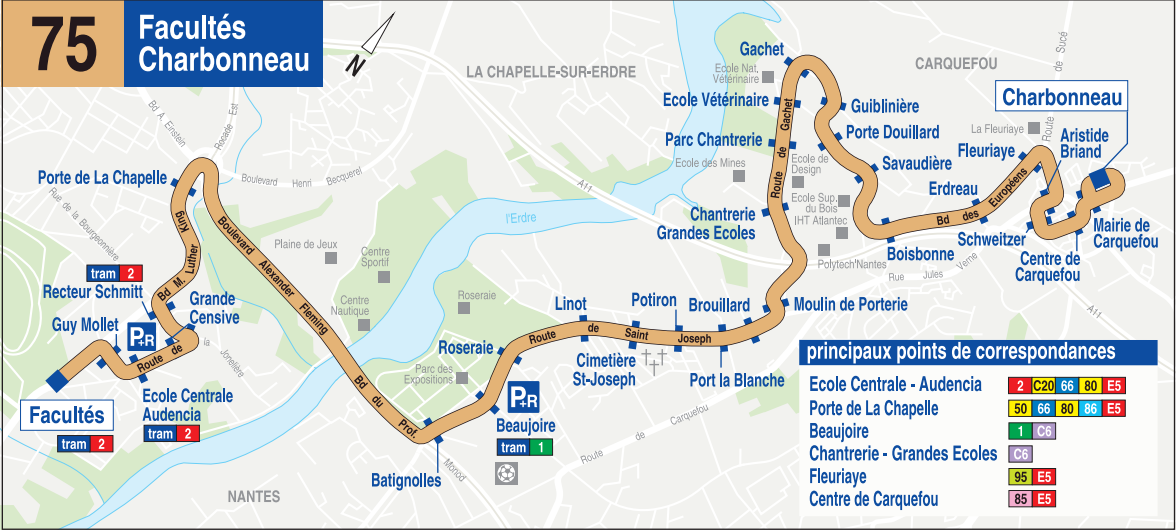 75
Facultés
Charbonneau
N
LA CHAPELLE-SUR-ERDRE
CARQUEFOU
NANTES
l'Erdre
Bd A. Einstein
Rocade Est
Boulevard Henri Becquerel
Rue de la Bourgeonnière
A11
Route de Sucé
Rue Jules Verne
A11
Route de Carquefou
Monod
Route de la Jonelière
Bd M. Luther King
Boulevard Alexander Fleming
Bd du Prof.
Route de Saint Joseph
Route de Gachet
Bd des Européens
Facultés
tram 2
Guy Mollet
P+R
Ecole Centrale
Audencia
tram 2
Grande
Censive
tram 2
Recteur Schmitt
Porte de La Chapelle
Batignolles
P+R
Beaujoire
tram 1
Roseraie
Linot
Cimetière
St-Joseph
Potiron
Port la Blanche
Brouillard
Moulin de Porterie
Chantrerie
Grandes Ecoles
Parc Chantrerie
Ecole Vétérinaire
Gachet
Guiblinière
Porte Douillard
Savaudière
Boisbonne
Erdreau
Fleuriaye
Schweitzer
Aristide
Briand
Centre de
Carquefou
Mairie de
Carquefou
Charbonneau
Plaine de Jeux
Centre
Sportif
Centre
Nautique
Roseraie
Parc des
Expositions
Ecole Nat.
Vétérinaire
Ecole des Mines
Ecole de
Design
Ecole Sup.
du Bois
IHT Atlantec
Polytech'Nantes
La Fleuriaye
principaux points de correspondances
Ecole Centrale - Audencia 2 C20 66 80 E5
Porte de La Chapelle 50 66 80 86 E5
Beaujoire 1 C6
Chantrerie - Grandes Ecoles C6
Fleuriaye 95 E5
Centre de Carquefou 85 E5